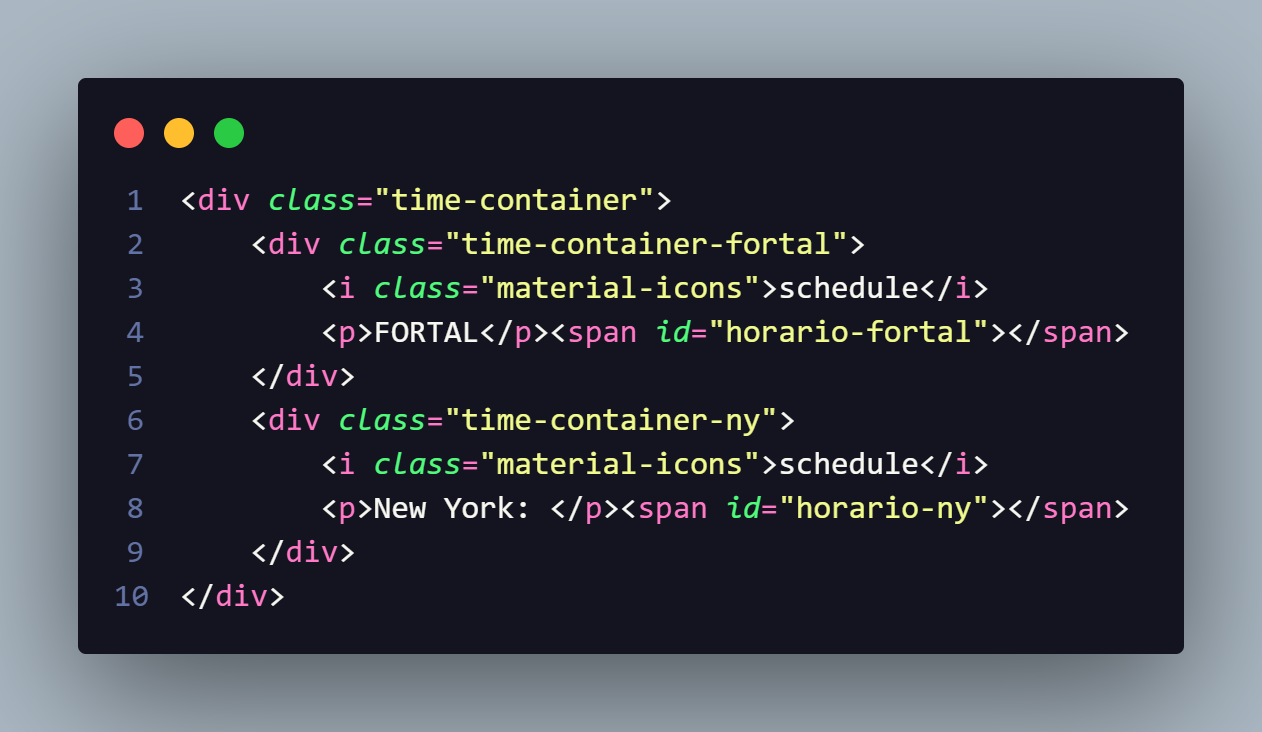 1 <div class="time-container">
2     <div class="time-container-fortal">
3         <i class="material-icons">schedule</i>
4         <p>FORTAL</p><span id="horario-fortal"></span>
5     </div>
6     <div class="time-container-ny">
7         <i class="material-icons">schedule</i>
8         <p>New York: </p><span id="horario-ny"></span>
9     </div>
10 </div>